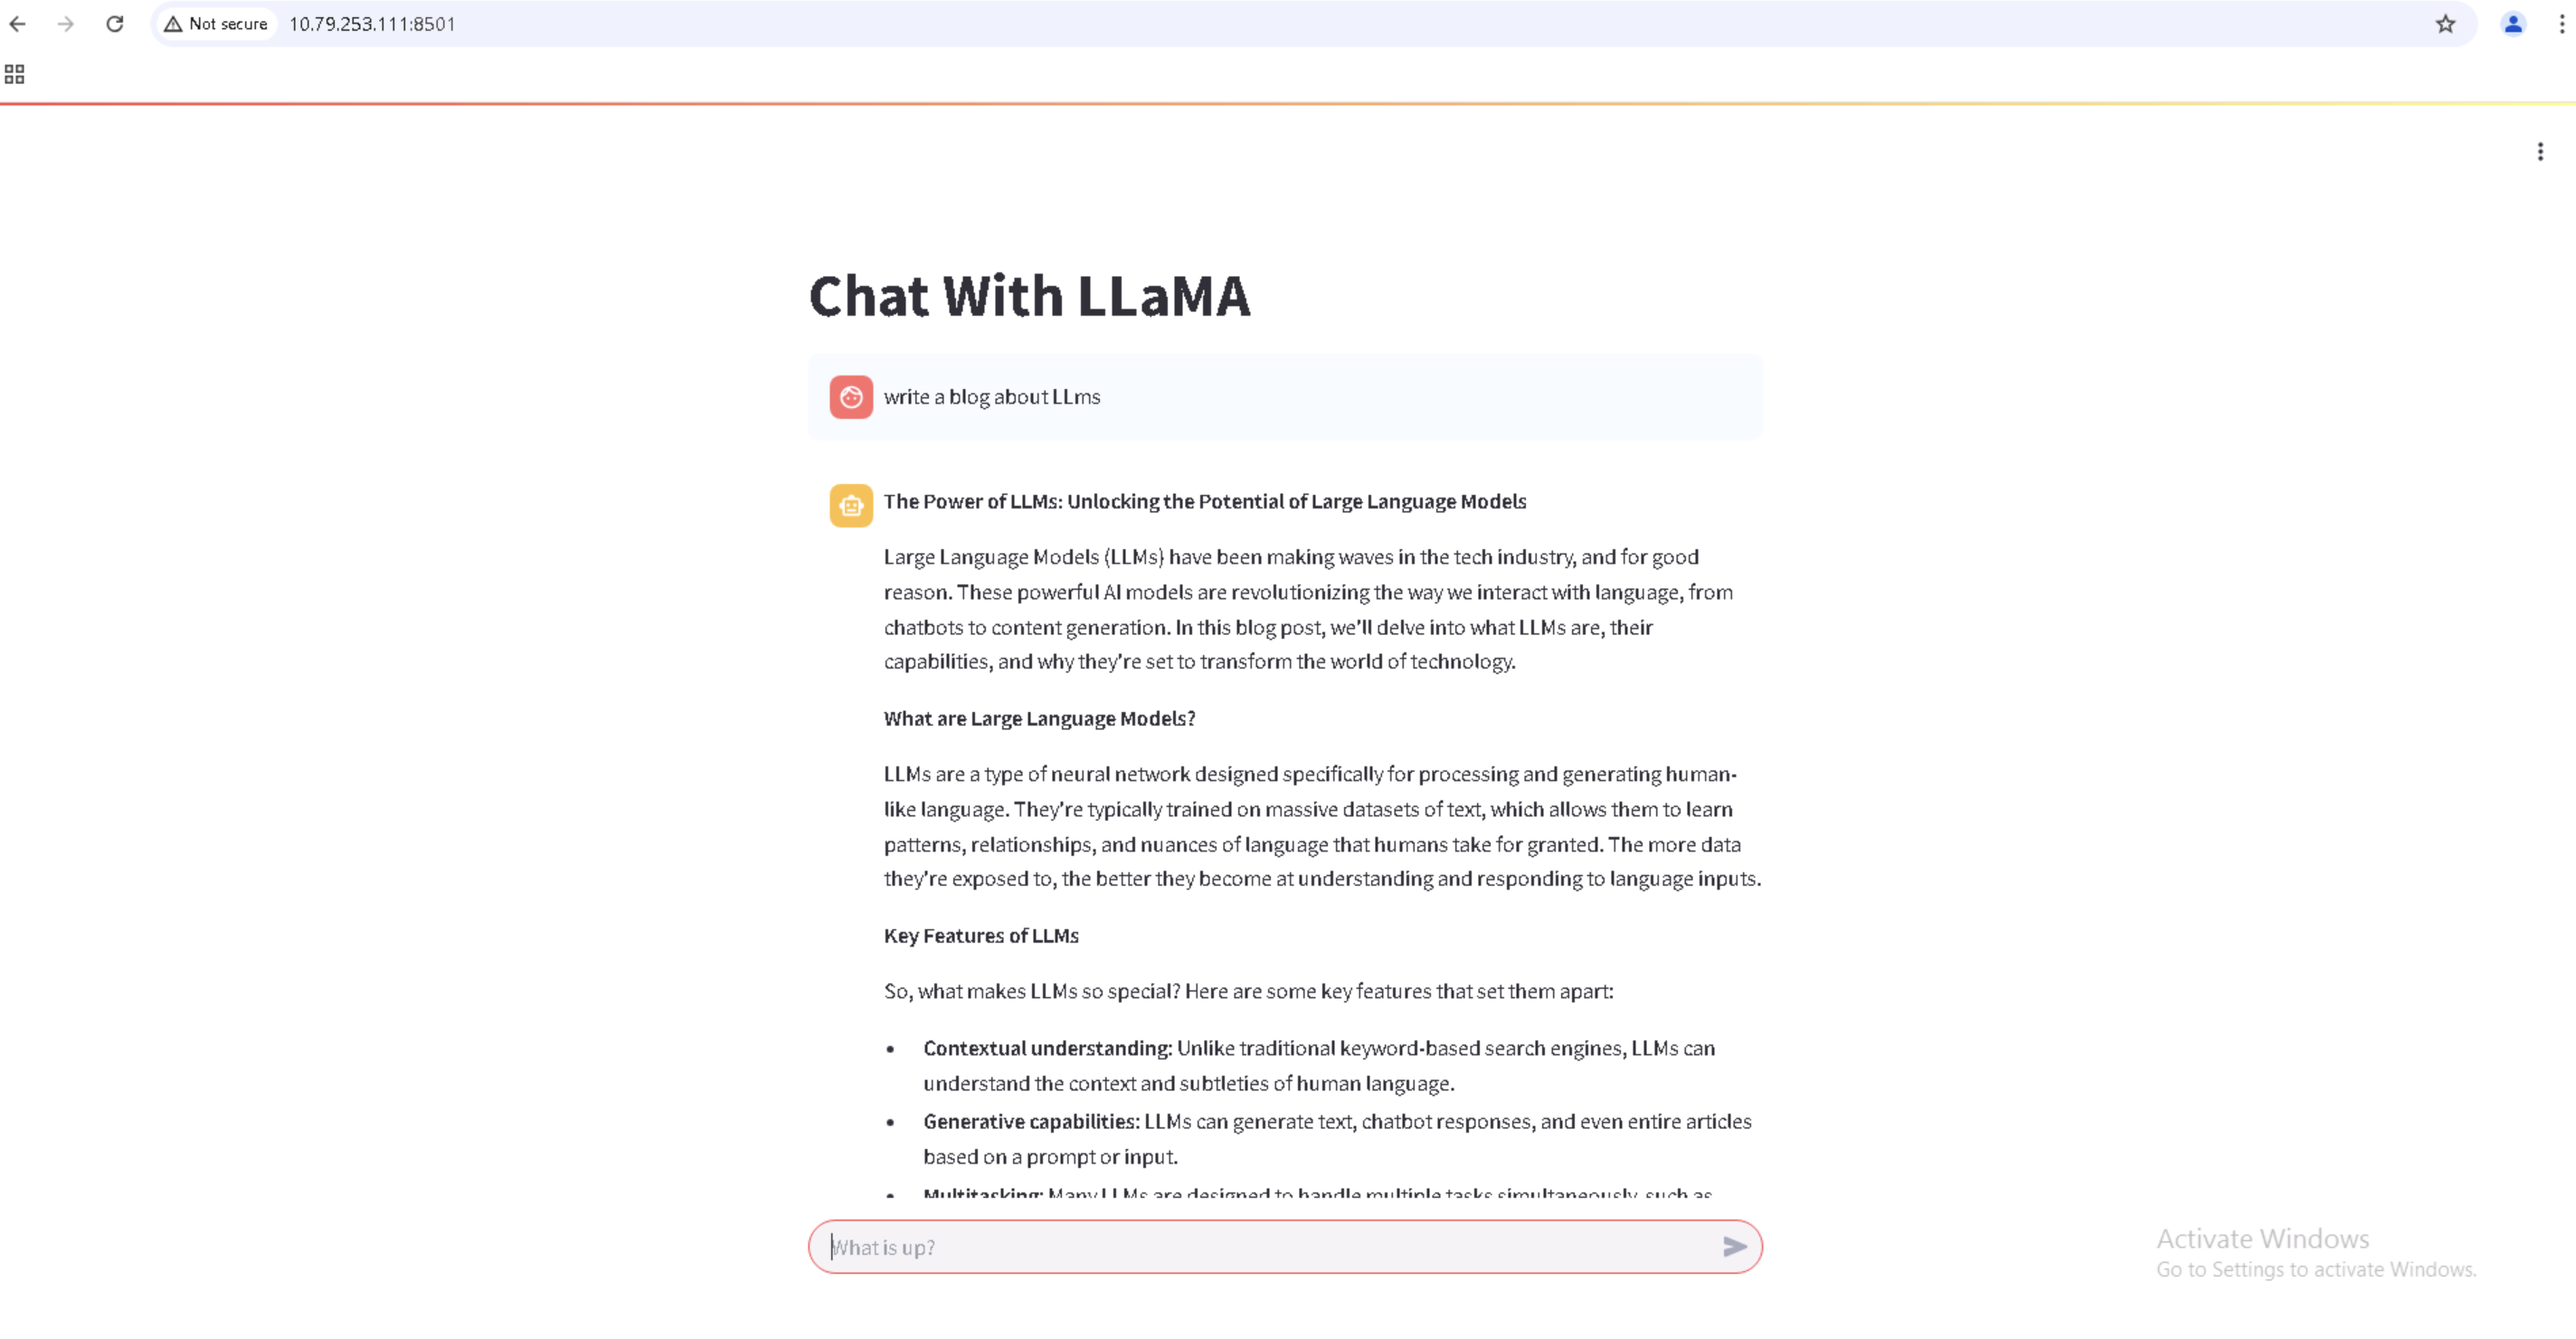 Not secure
10.79.253.111:8501
Chat With LLaMA
write a blog about LLms
The Power of LLMs: Unlocking the Potential of Large Language Models
Large Language Models (LLMs) have been making waves in the tech industry, and for good
reason. These powerful AI models are revolutionizing the way we interact with language, from
chatbots to content generation. In this blog post, we'll delve into what LLMs are, their
capabilities, and why they're set to transform the world of technology.
What are Large Language Models?
LLMs are a type of neural network designed specifically for processing and generating human-
like language. They're typically trained on massive datasets of text, which allows them to learn
patterns, relationships, and nuances of language that humans take for granted. The more data
they're exposed to, the better they become at understanding and responding to language inputs.
Key Features of LLMs
So, what makes LLMs so special? Here are some key features that set them apart:
• Contextual understanding: Unlike traditional keyword-based search engines, LLMs can
understand the context and subtleties of human language.
• Generative capabilities: LLMs can generate text, chatbot responses, and even entire articles
based on a prompt or input.
• Multitasking: Many LLMs are designed to handle multiple tasks simultaneously, such as
What is up?
Activate Windows
Go to Settings to activate Windows.